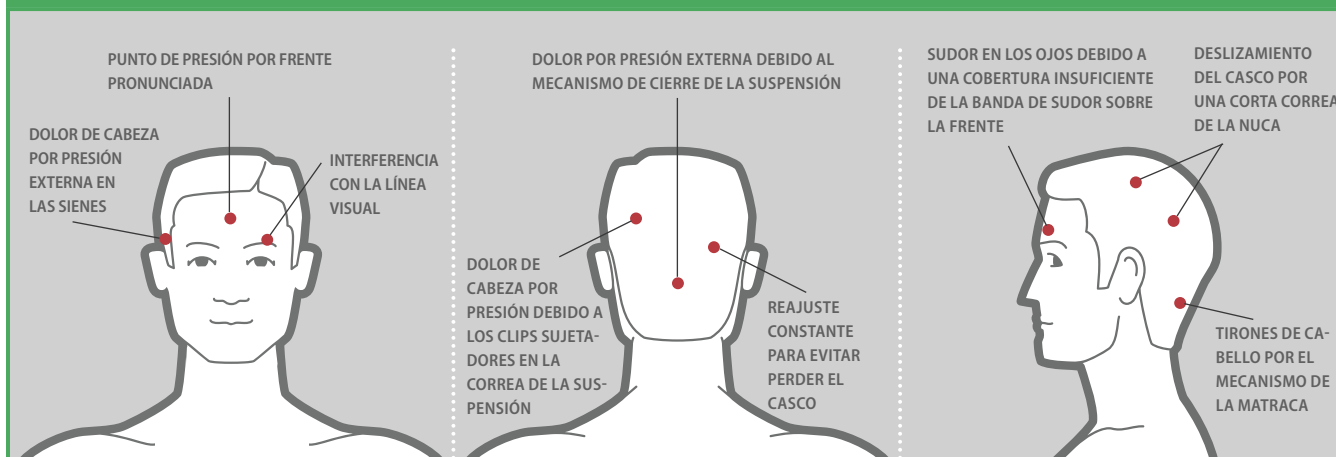 PUNTO DE PRESIÓN POR FRENTE
PRONUNCIADA
DOLOR DE CABEZA
POR PRESIÓN
EXTERNA EN
LAS SIENES
INTERFERENCIA
CON LA LÍNEA
VISUAL
DOLOR POR PRESIÓN EXTERNA DEBIDO AL
MECANISMO DE CIERRE DE LA SUSPENSIÓN
DOLOR DE
CABEZA POR
PRESIÓN DEBIDO A
LOS CLIPS SUJETA-
DORES EN LA
CORREA DE LA SUS-
PENSIÓN
REAJUSTE
CONSTANTE
PARA EVITAR
PERDER EL
CASCO
SUDOR EN LOS OJOS DEBIDO A
UNA COBERTURA INSUFICIENTE
DE LA BANDA DE SUDOR SOBRE
LA FRENTE
DESLIZAMIENTO
DEL CASCO POR
UNA CORTA CORREA
DE LA NUCA
TIRONES DE CA-
BELLO POR EL
MECANISMO DE
LA MATRACA